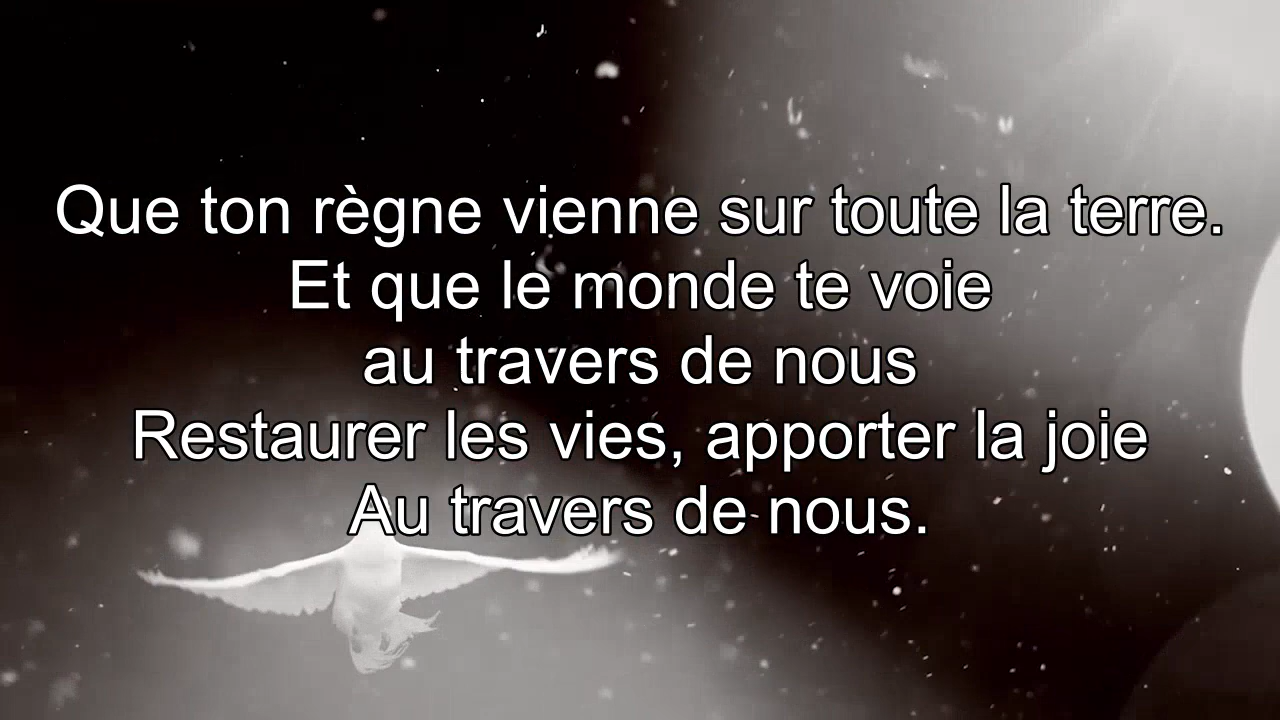 Que ton règne vienne sur toute la terre.
Et que le monde te voie
au travers de nous
Restaurer les vies, apporter la joie
Au travers de nous.